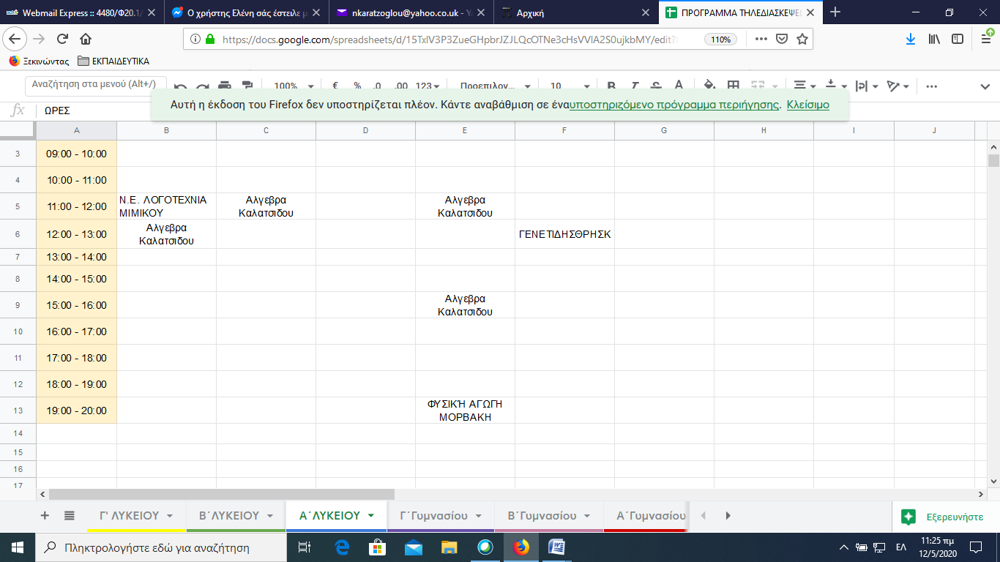 Webmail Express :: 4480/Φ20.1/
Ο χρήστης Ελένη σάς έστειλε μ
nkaratzoglou@yahoo.co.uk - Ya
Αρχική
ΠΡΟΓΡΑΜΜΑ ΤΗΛΕΔΙΑΣΚΕΨΕΩ
https://docs.google.com/spreadsheets/d/15TxlV3P3ZueGHpbrJZJLQcOTNe3cHsVVlA2S0ujkbMY/edit?
110%
Ξεκινώντας
ΕΚΠΑΙΔΕΥΤΙΚΑ
Αναζήτηση στα μενού (Alt+/)
100% € % .0 .00 123 Προεπιλογ... 10 B I S A
Αυτή η έκδοση του Firefox δεν υποστηρίζεται πλέον. Κάντε αναβάθμιση σε ένα υποστηριζόμενο πρόγραμμα περιήγησης. Κλείσιμο
fx ΩΡΕΣ
A B C D E F G H I J
3 09:00 - 10:00
4 10:00 - 11:00
5 11:00 - 12:00
Ν.Ε. ΛΟΓΟΤΕΧΝΙΑ
ΜΙΜΙΚΟΥ
Αλγεβρα
Καλατσιδου
Αλγεβρα
Καλατσιδου
6 12:00 - 13:00
Αλγεβρα
Καλατσιδου
ΓΕΝΕΤΙΔΗΣΘΡΗΣΚ
7 13:00 - 14:00
8 14:00 - 15:00
9 15:00 - 16:00
Αλγεβρα
Καλατσιδου
10 16:00 - 17:00
11 17:00 - 18:00
12 18:00 - 19:00
13 19:00 - 20:00
ΦΥΣΙΚΉ ΑΓΩΓΗ
ΜΟΡΒΑΚΗ
14
15
16
17
Γ' ΛΥΚΕΙΟΥ
Β΄ΛΥΚΕΙΟΥ
Α΄ΛΥΚΕΙΟΥ
Γ΄Γυμνασίου
Β΄Γυμνασίου
Α΄Γυμνασίου
Εξερευνήστε
Πληκτρολογήστε εδώ για αναζήτηση
ΕΛ
11:25 πμ
12/5/2020